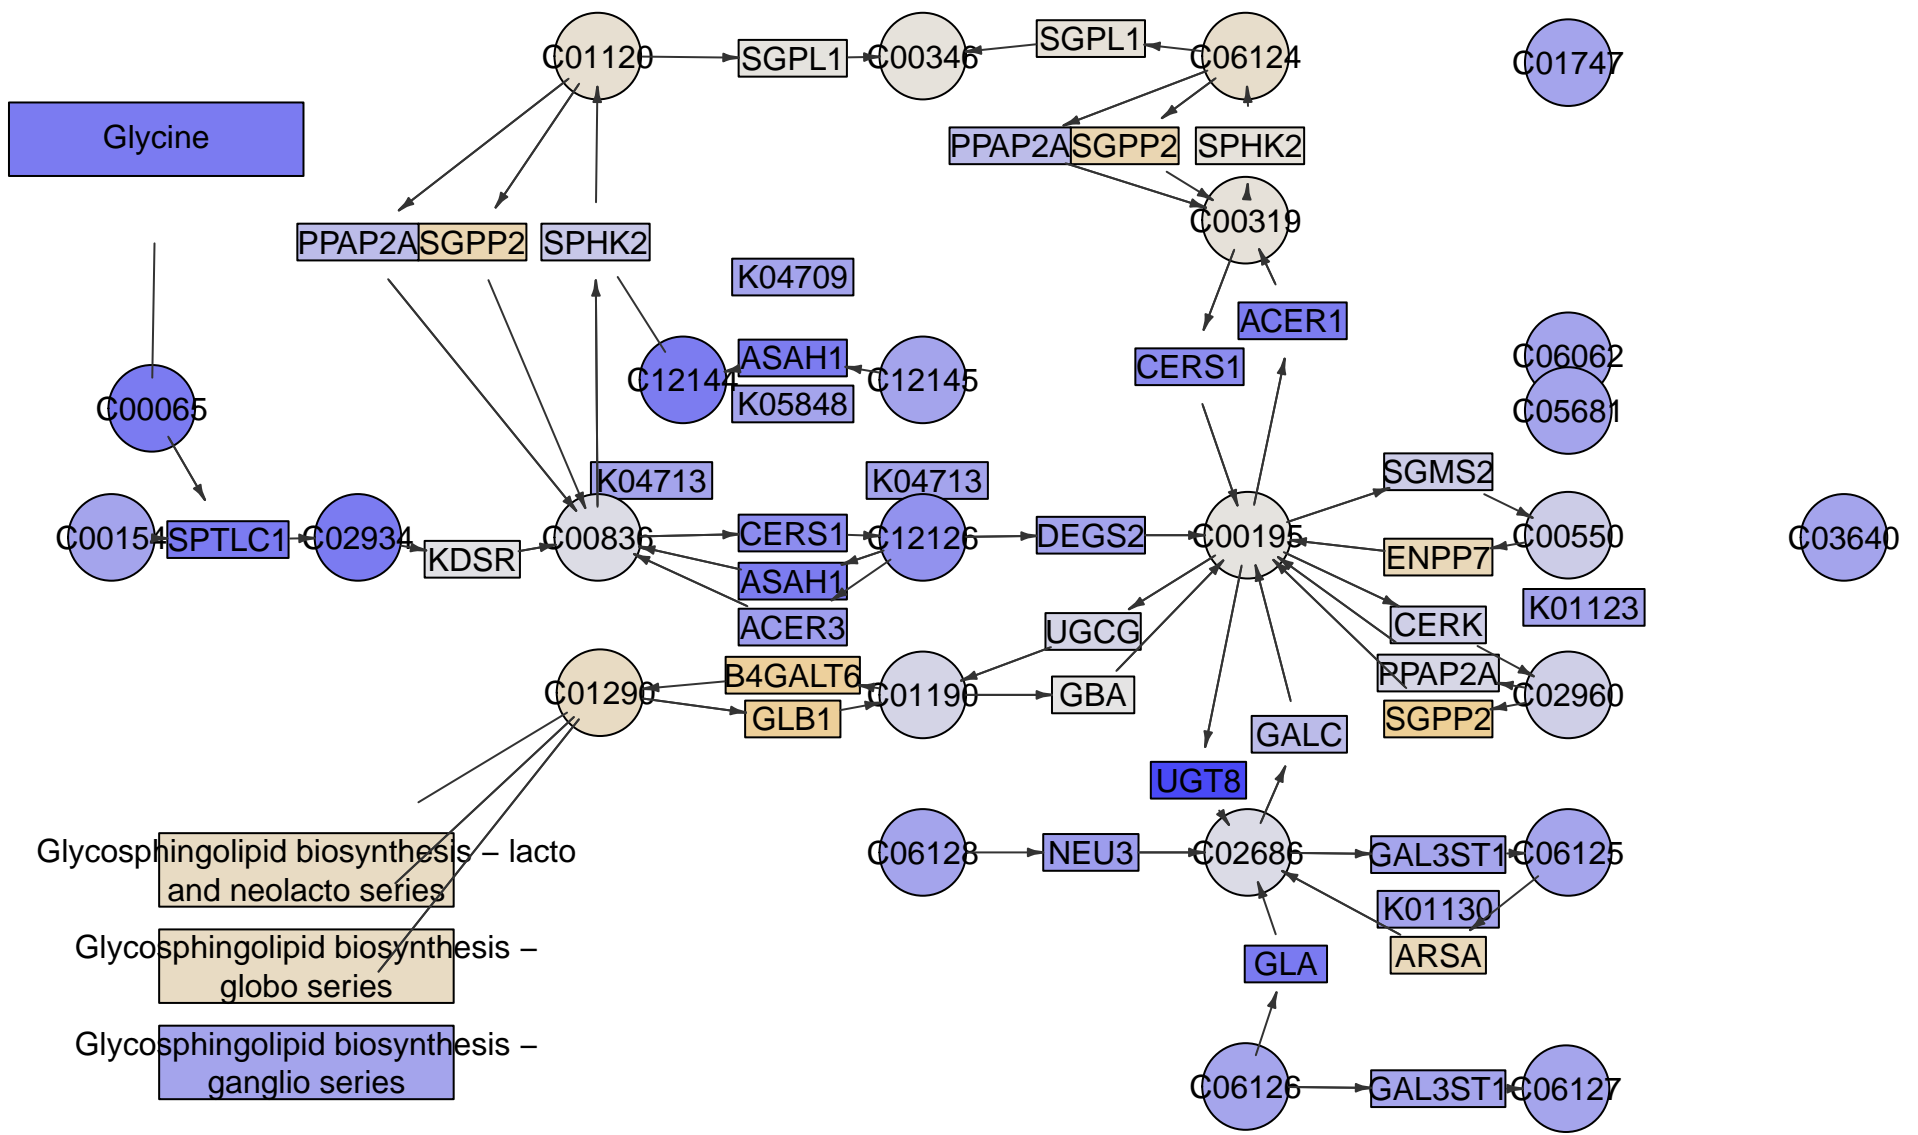 C01120
SGPL1
C00346
SGPL1
C06124
C01747
Glycine
PPAP2A
SGPP2
SPHK2
C00319
PPAP2A
SGPP2
SPHK2
K04709
ACER1
ASAH1
C12144
C12145
K05848
CERS1
C06062
C05681
C00065
K04713
K04713
SGMS2
C00154
SPTLC1
C02934
KDSR
C00836
CERS1
C12126
DEGS2
C00195
C00550
C03640
ENPP7
ASAH1
ACER3
K01123
UGCG
CERK
B4GALT6
PPAP2A
C01290
C01190
GBA
C02960
GLB1
SGPP2
GALC
UGT8
Glycosphingolipid biosynthesis – lacto
and neolacto series
C06128
NEU3
C02686
GAL3ST1
C06125
K01130
ARSA
Glycosphingolipid biosynthesis –
globo series
GLA
Glycosphingolipid biosynthesis –
ganglio series
C06126
GAL3ST1
C06127